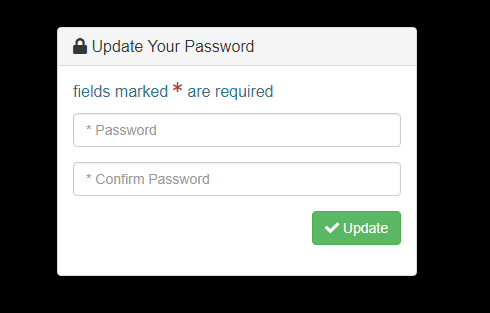 Update Your Password
fields marked * are required
* Password
* Confirm Password
Update